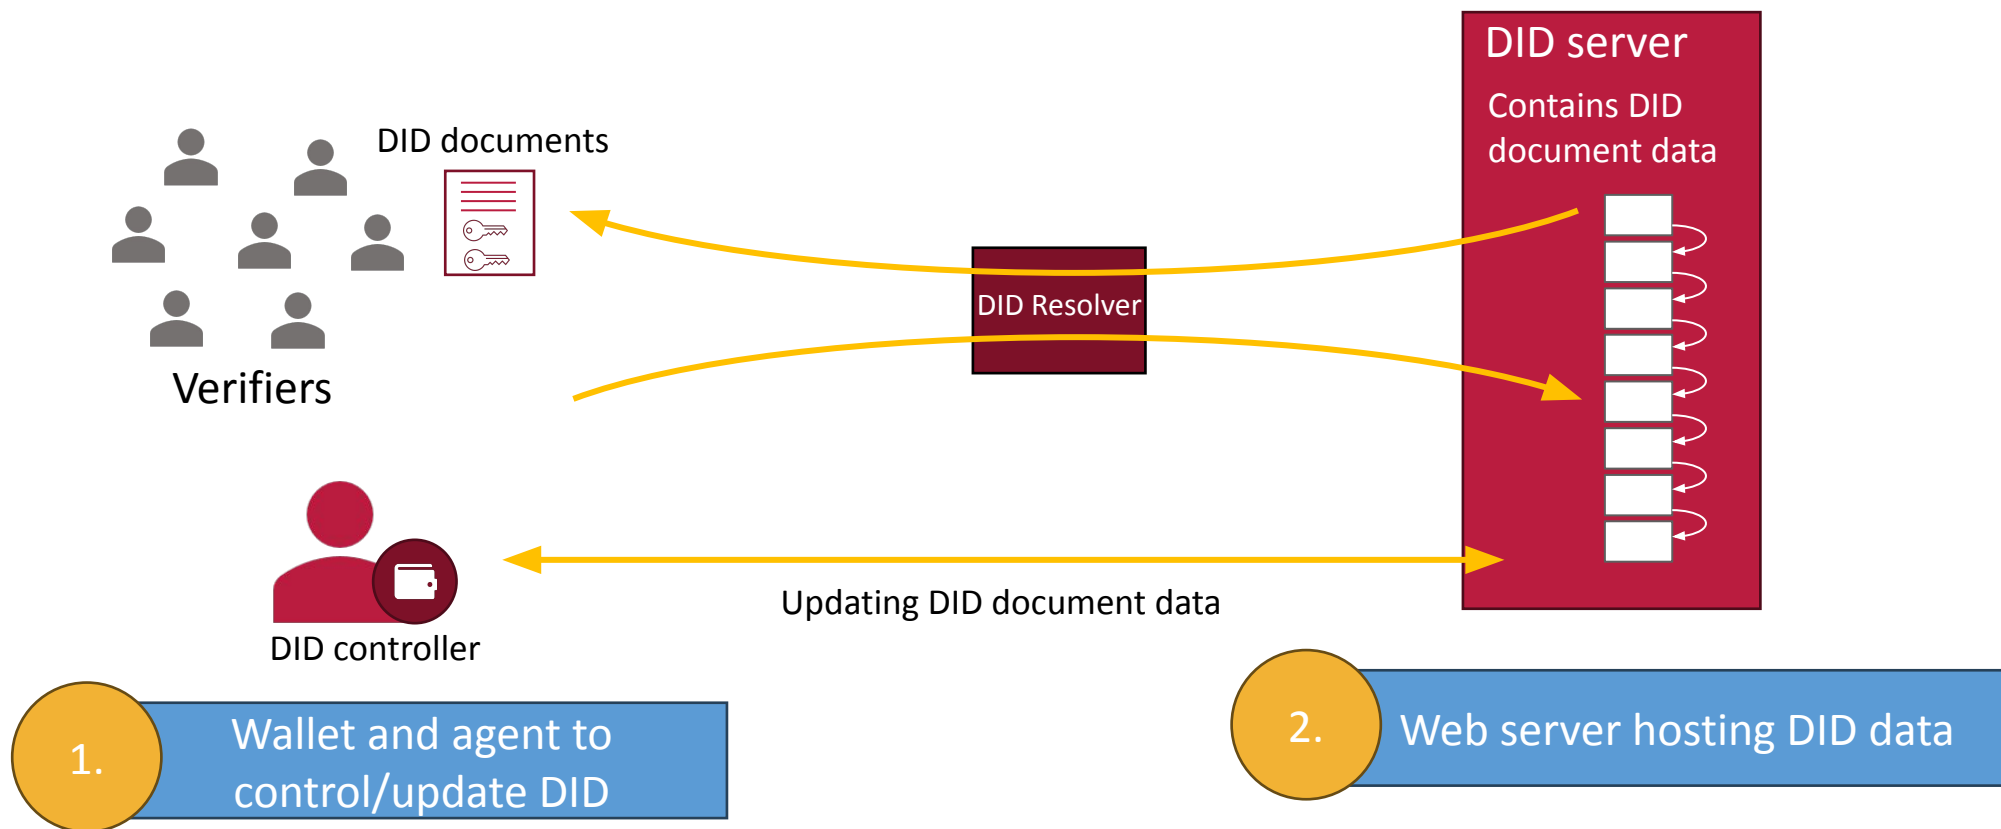 DID server
Contains DID
document data
DID documents
DID Resolver
Verifiers
Updating DID document data
DID controller
1.
Wallet and agent to
control/update DID
2.
Web server hosting DID data